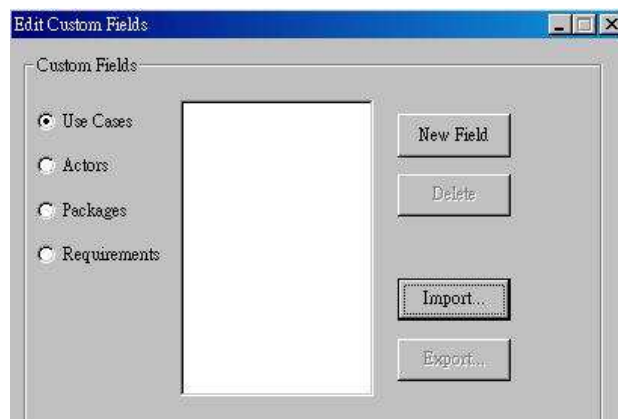 Edit Custom Fields
Custom Fields
Use Cases
Actors
Packages
Requirements
New Field
Delete
Import...
Export...